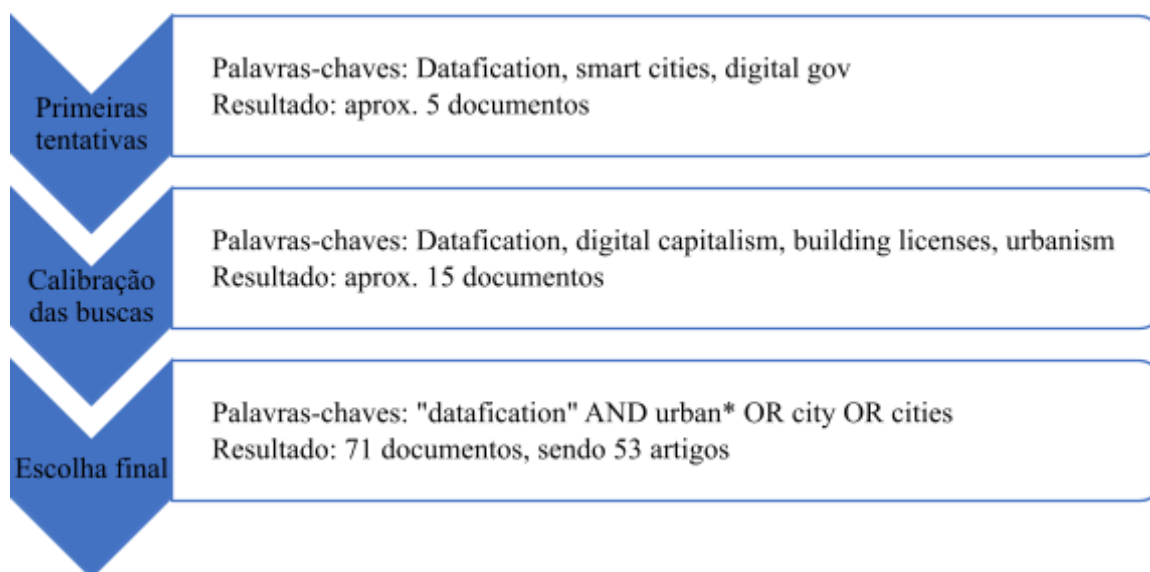 Primeiras
tentativas
Palavras-chaves: Datafication, smart cities, digital gov
Resultado: aprox. 5 documentos
Calibração
das buscas
Palavras-chaves: Datafication, digital capitalism, building licenses, urbanism
Resultado: aprox. 15 documentos
Escolha final
Palavras-chaves: "datafication" AND urban* OR city OR cities
Resultado: 71 documentos, sendo 53 artigos